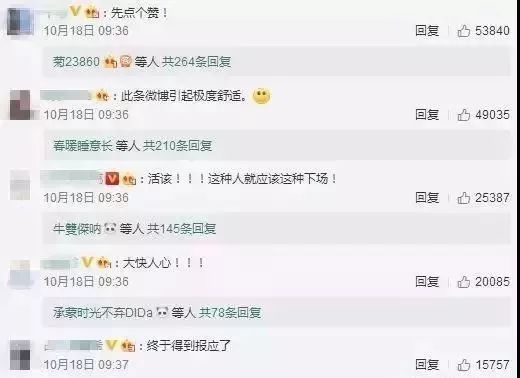 ：先点个赞！
10月18日 09:36 回复 53840
菊23860 等人 共264条回复
：此条微博引起极度舒适。
10月18日 09:36 回复 49035
春暖睡意长 等人 共210条回复
：活该！！！这种人就应该这种下场！
10月18日 09:36 回复 25387
牛雙傑呐 等人 共145条回复
：大快人心！！！
10月18日 09:36 回复 20085
承蒙时光不弃DIDa 等人 共78条回复
：终于得到报应了
10月18日 09:37 回复 15757